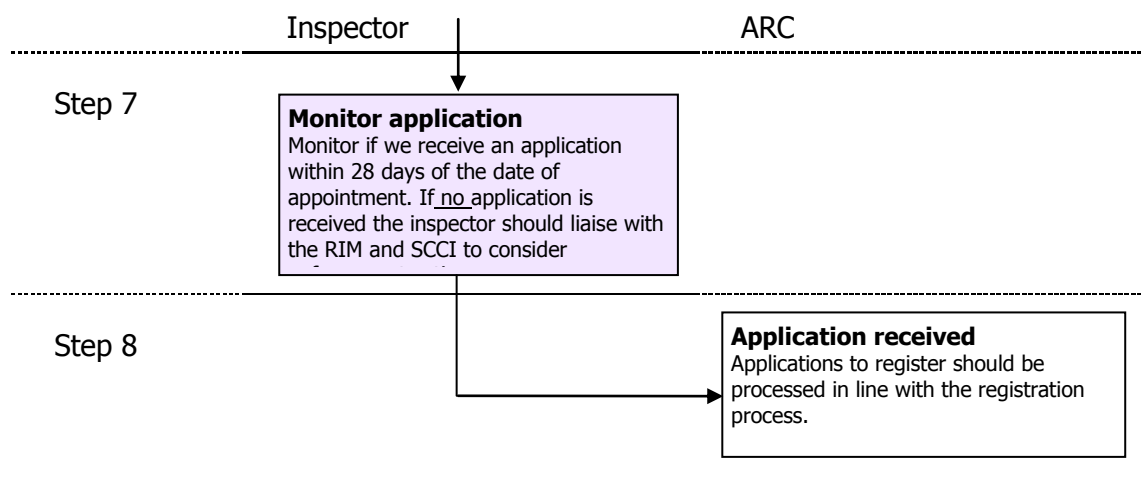 Inspector ARC
Step 7
Monitor application
Monitor if we receive an application
within 28 days of the date of
appointment. If no application is
received the inspector should liaise with
the RIM and SCCI to consider
Step 8
Application received
Applications to register should be
processed in line with the registration
process.